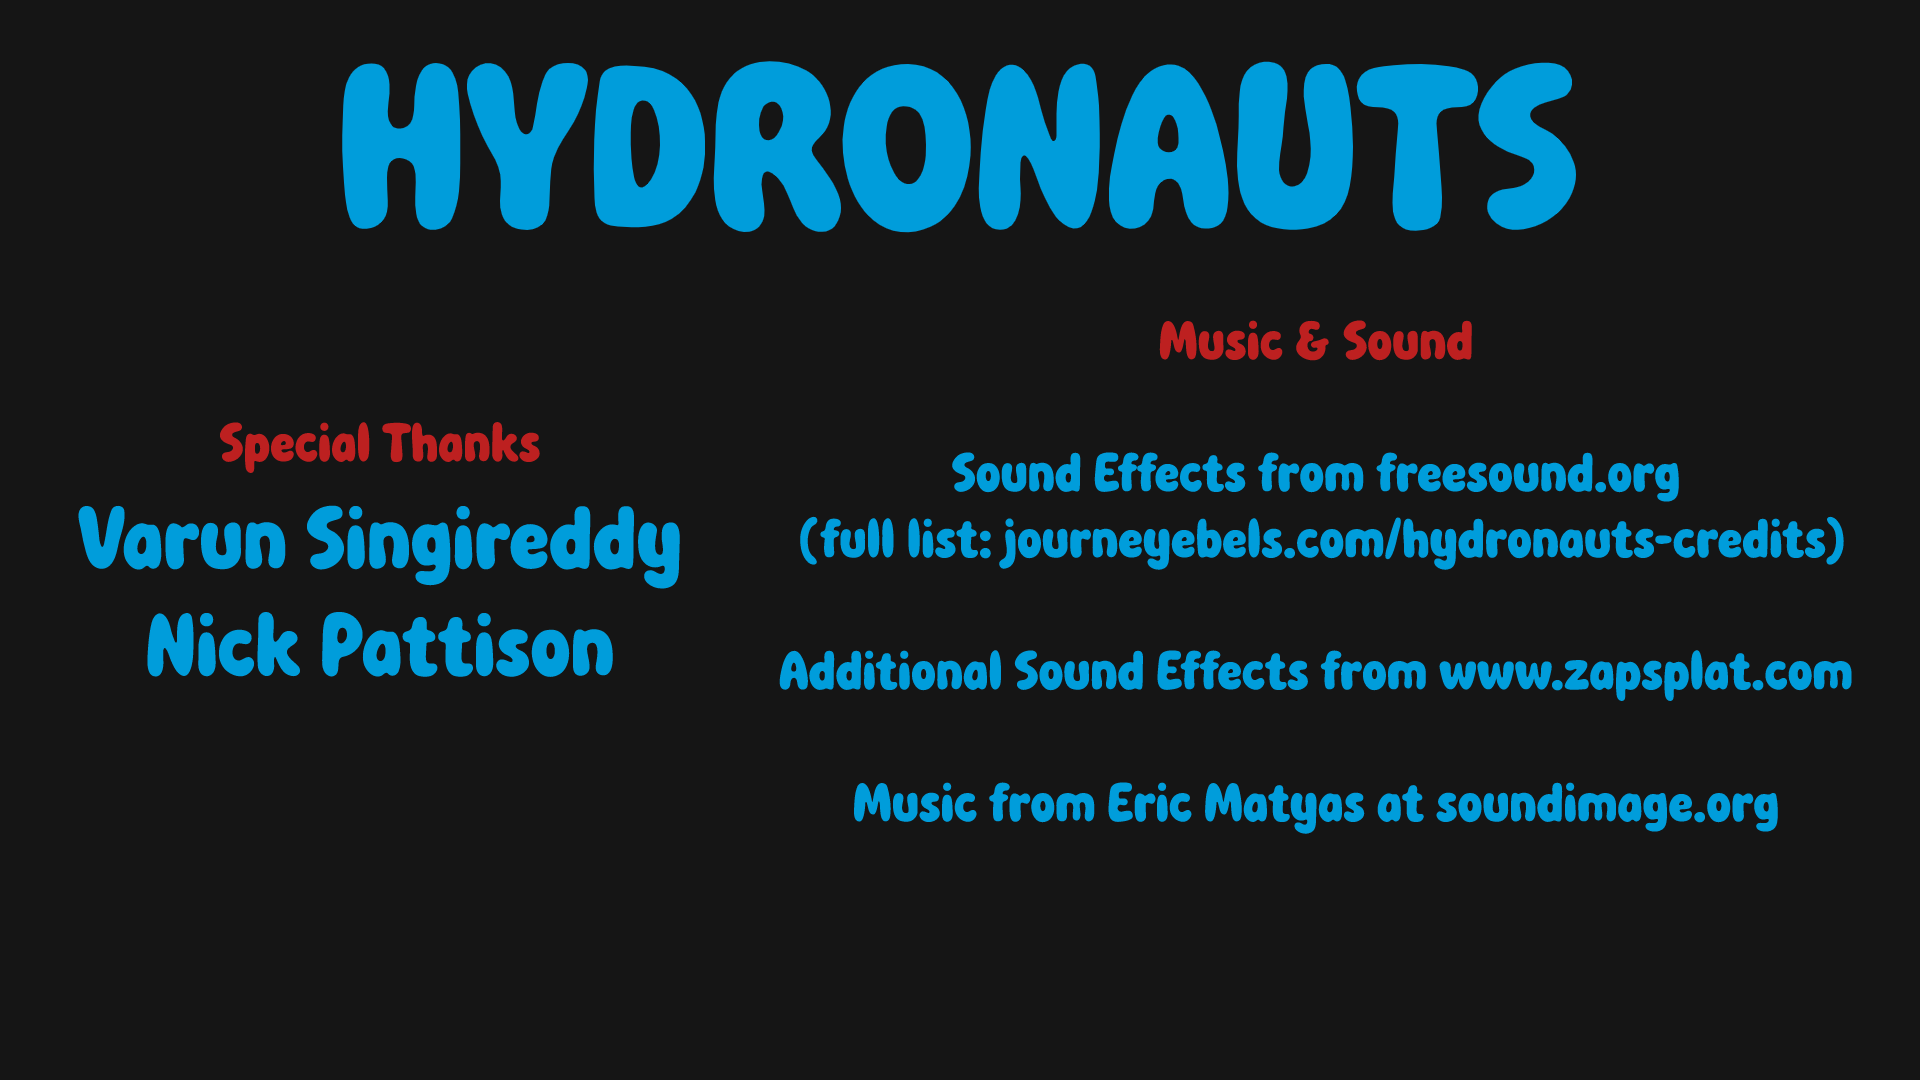 HYDRONAUTS
Special Thanks
Varun Singireddy
Nick Pattison
Music & Sound
Sound Effects from freesound.org
(full list: journeyebels.com/hydronauts-credits)
Additional Sound Effects from www.zapsplat.com
Music from Eric Matyas at soundimage.org